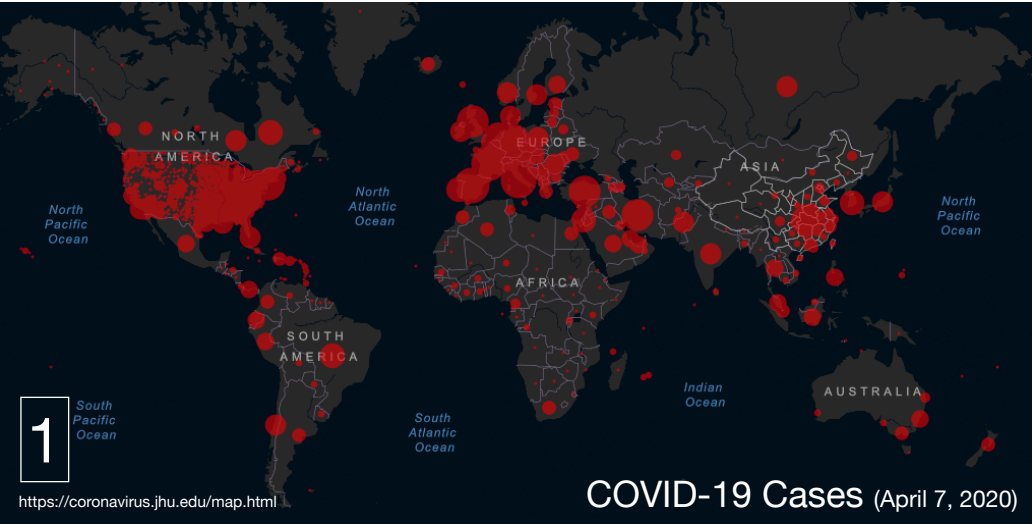 NORTH
AMERICA
EUROPE
ASIA
North
Pacific
Ocean
North
Atlantic
Ocean
North
Pacific
Ocean
AFRICA
SOUTH
AMERICA
Indian
Ocean
AUSTRALIA
South
Pacific
Ocean
South
Atlantic
Ocean
1
https://coronavirus.jhu.edu/map.html
COVID-19 Cases (April 7, 2020)